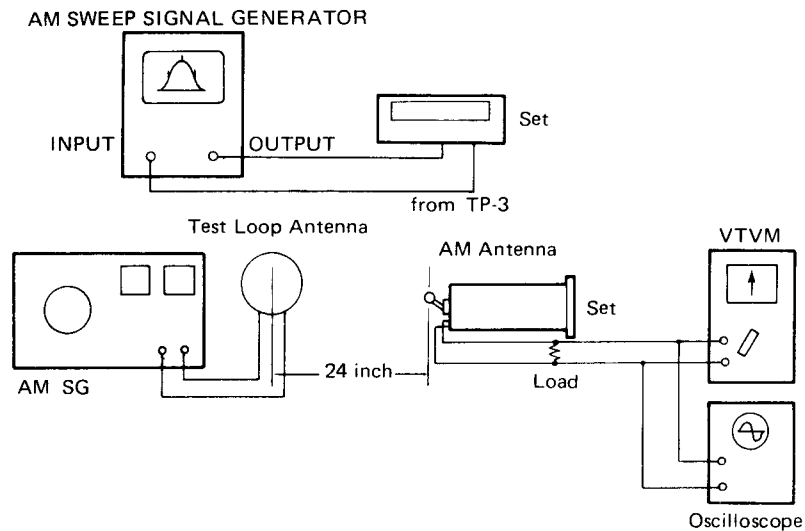 AM SWEEP SIGNAL GENERATOR
INPUT
OUTPUT
Set
from TP-3
Test Loop Antenna
AM Antenna
VTVM
Set
24 inch
Load
AM SG
Oscilloscope